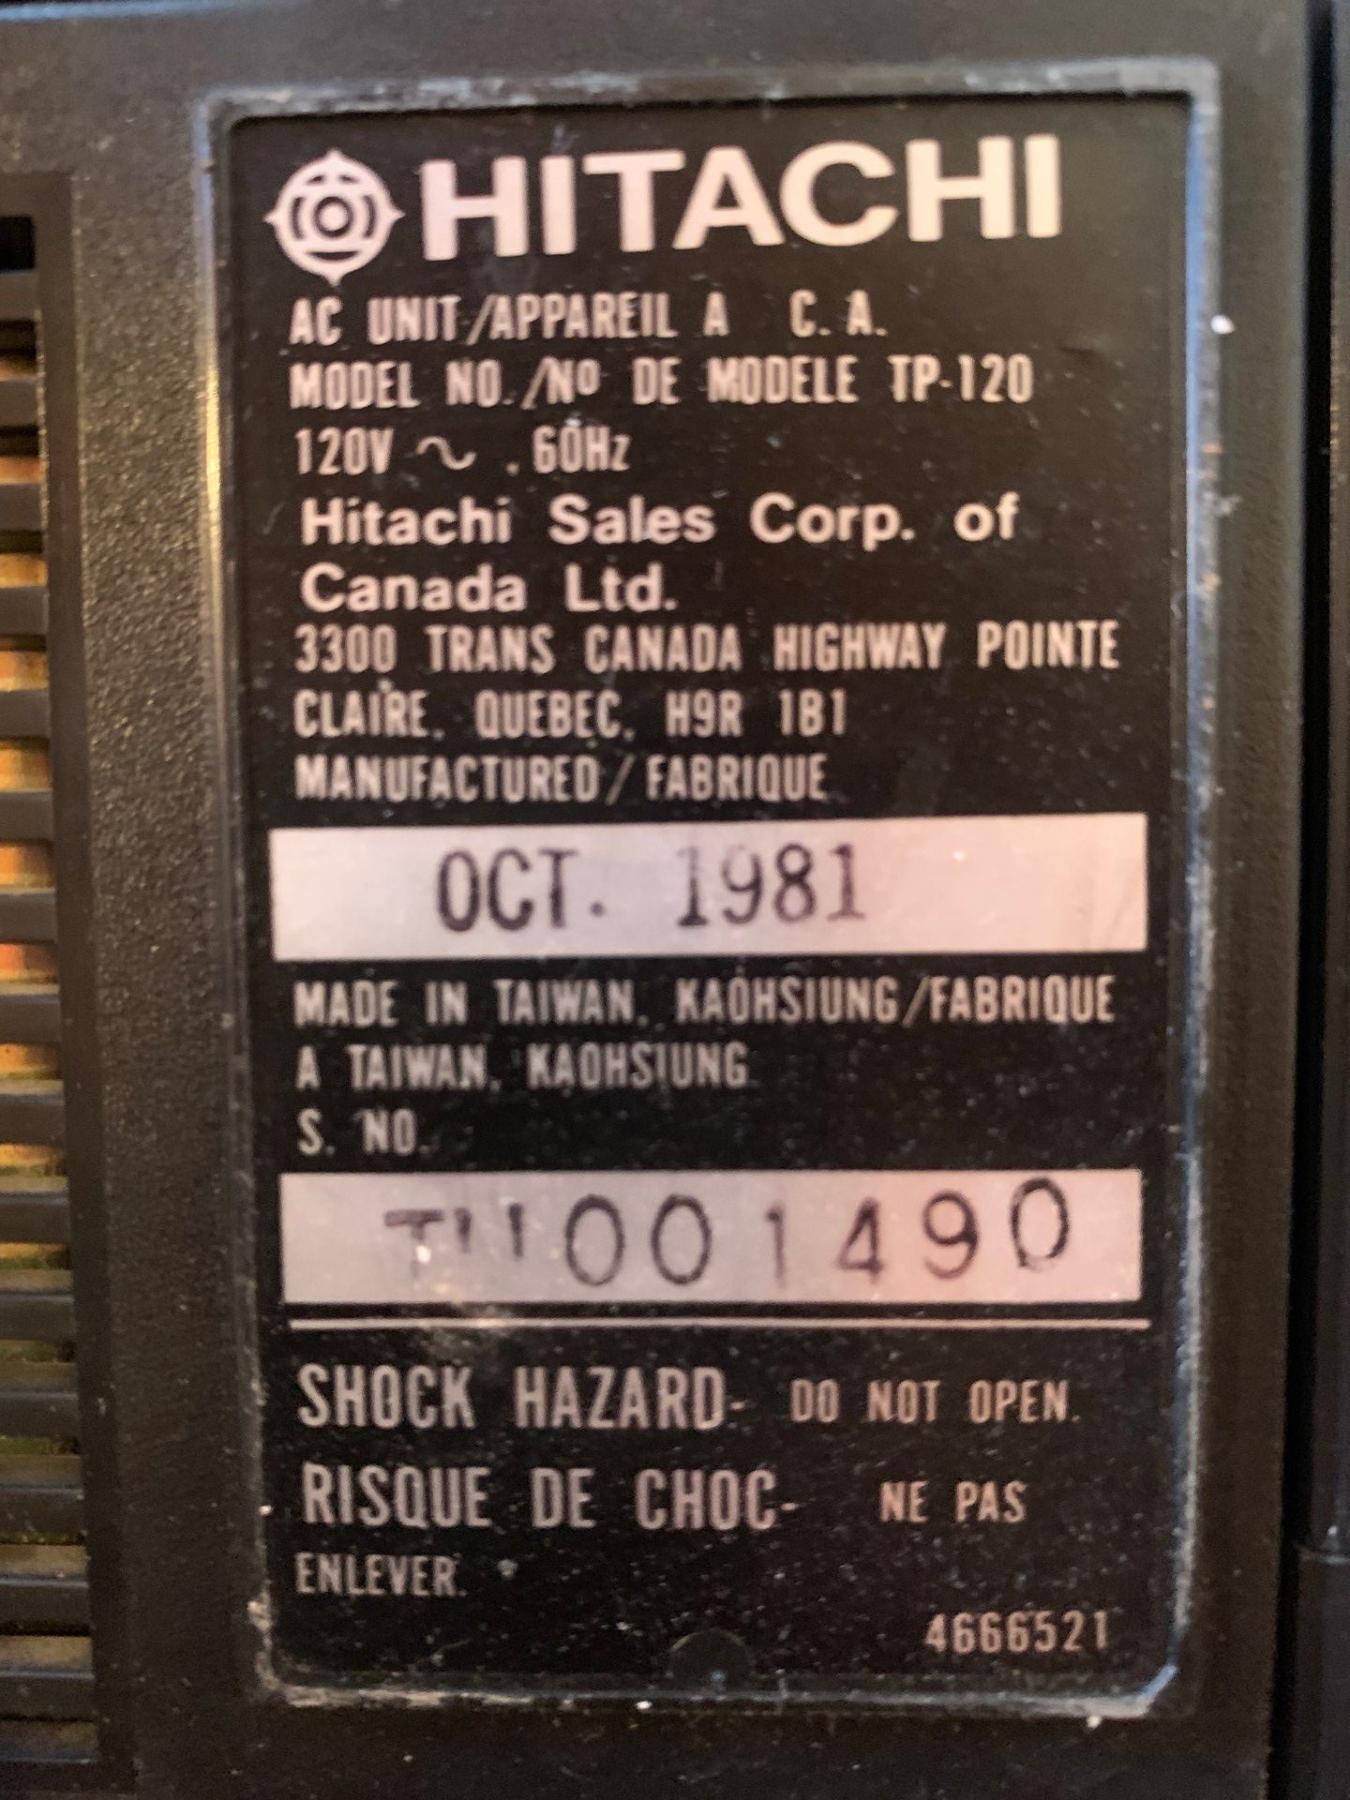 HITACHI
AC UNIT/APPAREIL A C.A.
MODEL NO./Nº DE MODELE TP-120
120V ~ . 60Hz
Hitachi Sales Corp. of
Canada Ltd.
3300 TRANS CANADA HIGHWAY POINTE
CLAIRE, QUEBEC, H9R 1B1
MANUFACTURED/FABRIQUE
OCT. 1981
MADE IN TAIWAN, KAOHSIUNG/FABRIQUE
A TAIWAN, KAOHSIUNG
S. NO.
001490
SHOCK HAZARD- DO NOT OPEN.
RISQUE DE CHOC- NE PAS
ENLEVER.
4666521